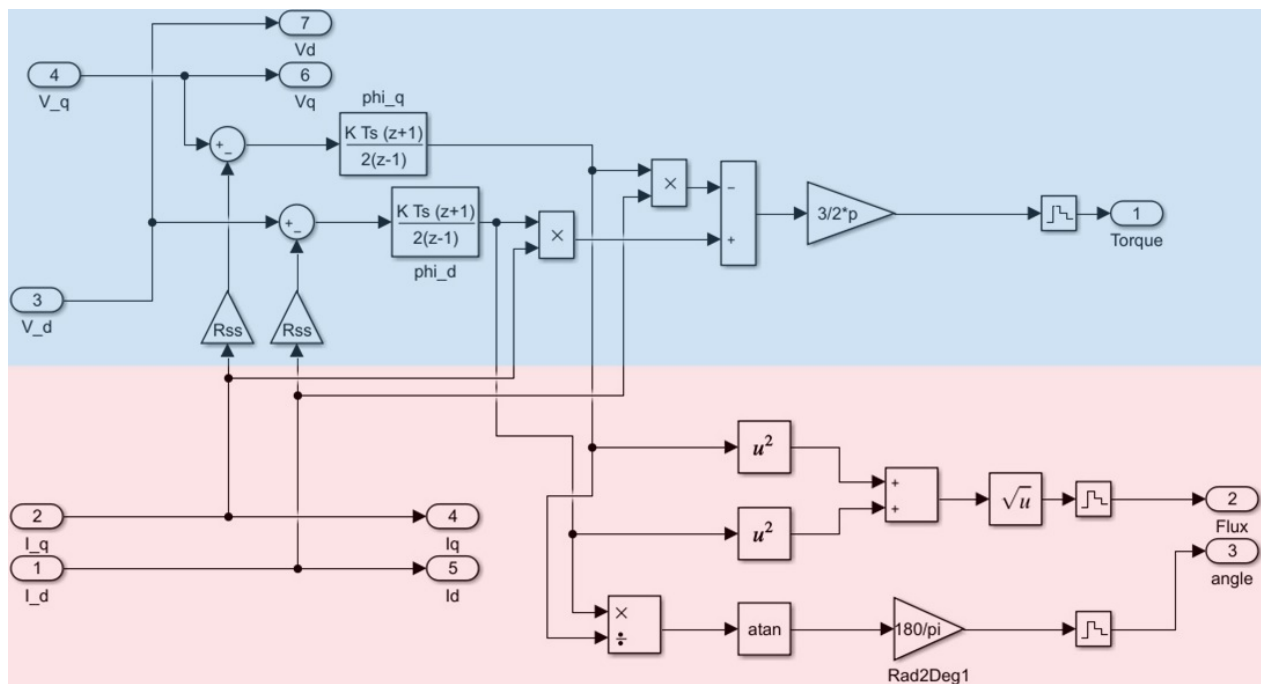 7
Vd
4
V_q
6
Vq
phi_q
K Ts (z+1)
2(z-1)
+
−
×
−
+
3/2*p
1
Torque
K Ts (z+1)
2(z-1)
phi_d
+
−
×
3
V_d
Rss
Rss
u²
+
+
√u
2
Flux
2
I_q
4
Iq
u²
3
angle
1
I_d
5
Id
×
÷
atan
180/pi
Rad2Deg1